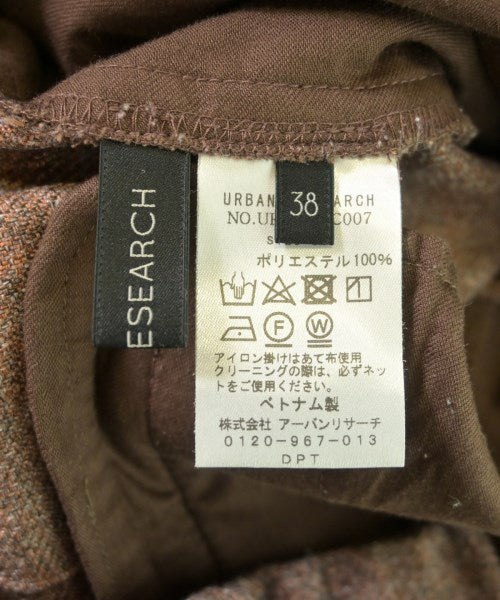 ESEARCH
38
URBAN ARCH
NO.U C007
ポリエステル100%
F W
アイロン掛けはあて布使用
クリーニングの際は、必ずネッ
トをご使用ください。
ベトナム製
株式会社 アーバンリサーチ
0120-967-013
DPT